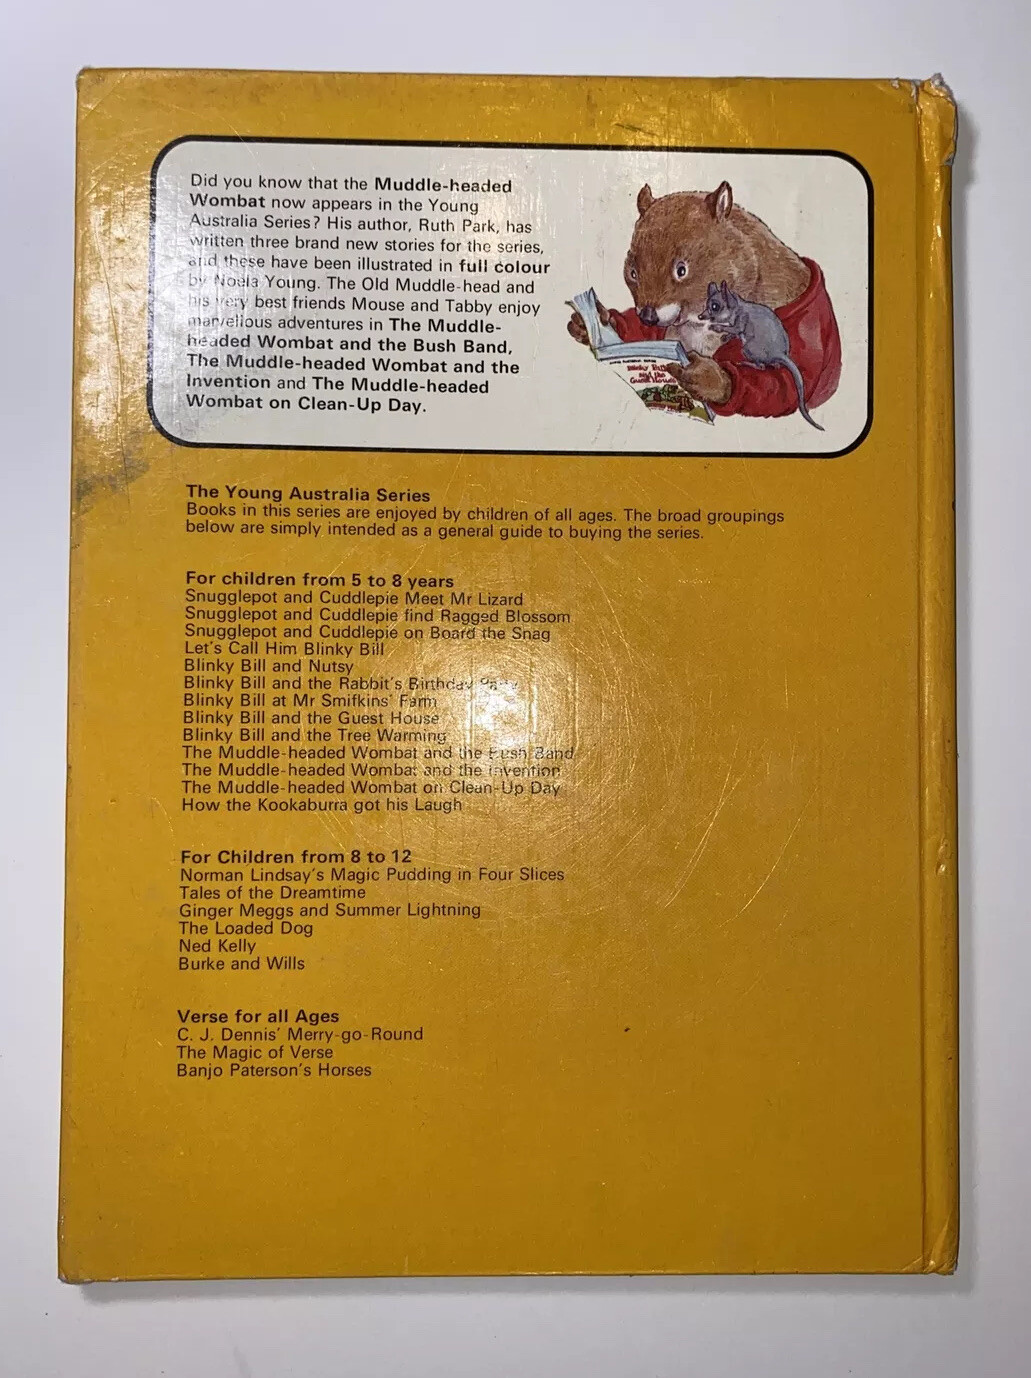 Did you know that the Muddle-headed
Wombat now appears in the Young
Australia Series? His author, Ruth Park, has
written three brand new stories for the series,
and these have been illustrated in full colour
by Noela Young. The Old Muddle-head and
his very best friends Mouse and Tabby enjoy
marvellous adventures in The Muddle-
headed Wombat and the Bush Band,
The Muddle-headed Wombat and the
Invention and The Muddle-headed
Wombat on Clean-Up Day.
Blinky Bill
and the
Guest House
The Young Australia Series
Books in this series are enjoyed by children of all ages. The broad groupings
below are simply intended as a general guide to buying the series.
For children from 5 to 8 years
Snugglepot and Cuddlepie Meet Mr Lizard
Snugglepot and Cuddlepie find Ragged Blossom
Snugglepot and Cuddlepie on Board the Snag
Let's Call Him Blinky Bill
Blinky Bill and Nutsy
Blinky Bill and the Rabbit's Birthday Party
Blinky Bill at Mr Smifkins' Farm
Blinky Bill and the Guest House
Blinky Bill and the Tree Warming
The Muddle-headed Wombat and the Bush Band
The Muddle-headed Wombat and the Invention
The Muddle-headed Wombat on Clean-Up Day
How the Kookaburra got his Laugh
For Children from 8 to 12
Norman Lindsay's Magic Pudding in Four Slices
Tales of the Dreamtime
Ginger Meggs and Summer Lightning
The Loaded Dog
Ned Kelly
Burke and Wills
Verse for all Ages
C. J. Dennis' Merry-go-Round
The Magic of Verse
Banjo Paterson's Horses